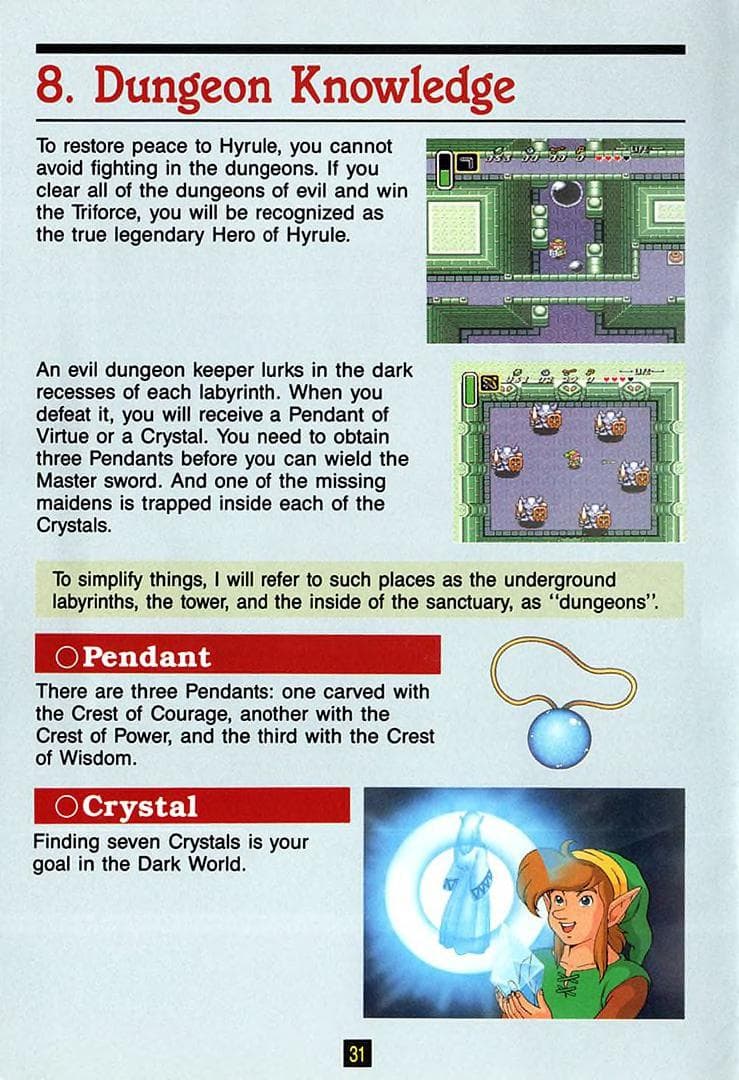 8. Dungeon Knowledge
To restore peace to Hyrule, you cannot
avoid fighting in the dungeons. If you
clear all of the dungeons of evil and win
the Triforce, you will be recognized as
the true legendary Hero of Hyrule.
An evil dungeon keeper lurks in the dark
recesses of each labyrinth. When you
defeat it, you will receive a Pendant of
Virtue or a Crystal. You need to obtain
three Pendants before you can wield the
Master sword. And one of the missing
maidens is trapped inside each of the
Crystals.
To simplify things, I will refer to such places as the underground
labyrinths, the tower, and the inside of the sanctuary, as "dungeons".
○Pendant
There are three Pendants: one carved with
the Crest of Courage, another with the
Crest of Power, and the third with the Crest
of Wisdom.
○Crystal
Finding seven Crystals is your
goal in the Dark World.
31